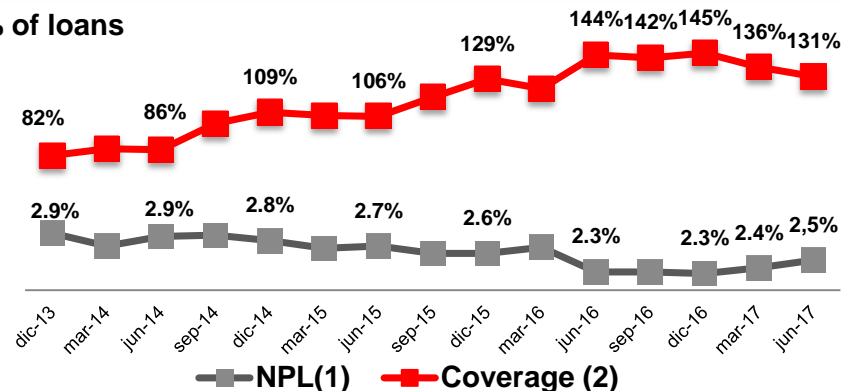 % of loans
144% 142% 145% 136% 131%
129%
109% 106%
82% 86%
2.9% 2.9% 2.8% 2.7% 2.6% 2.3% 2.3% 2.4% 2,5%
dic-13 mar-14 jun-14 sep-14 dic-14 mar-15 jun-15 sep-15 dic-15 mar-16 jun-16 sep-16 dic-16 mar-17 jun-17
NPL(1) Coverage (2)